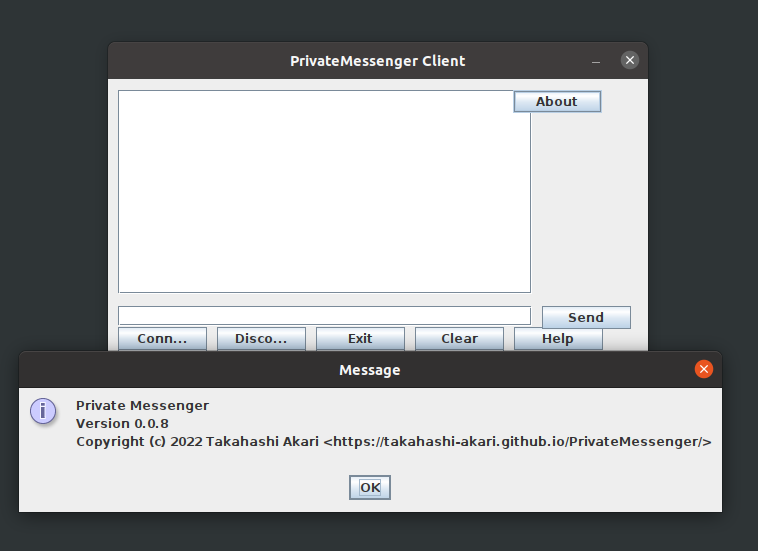 PrivateMessenger Client
About
Send
Conn...
Disco...
Exit
Clear
Help
Message
Private Messenger
Version 0.0.8
Copyright (c) 2022 Takahashi Akari <https://takahashi-akari.github.io/PrivateMessenger/>
OK